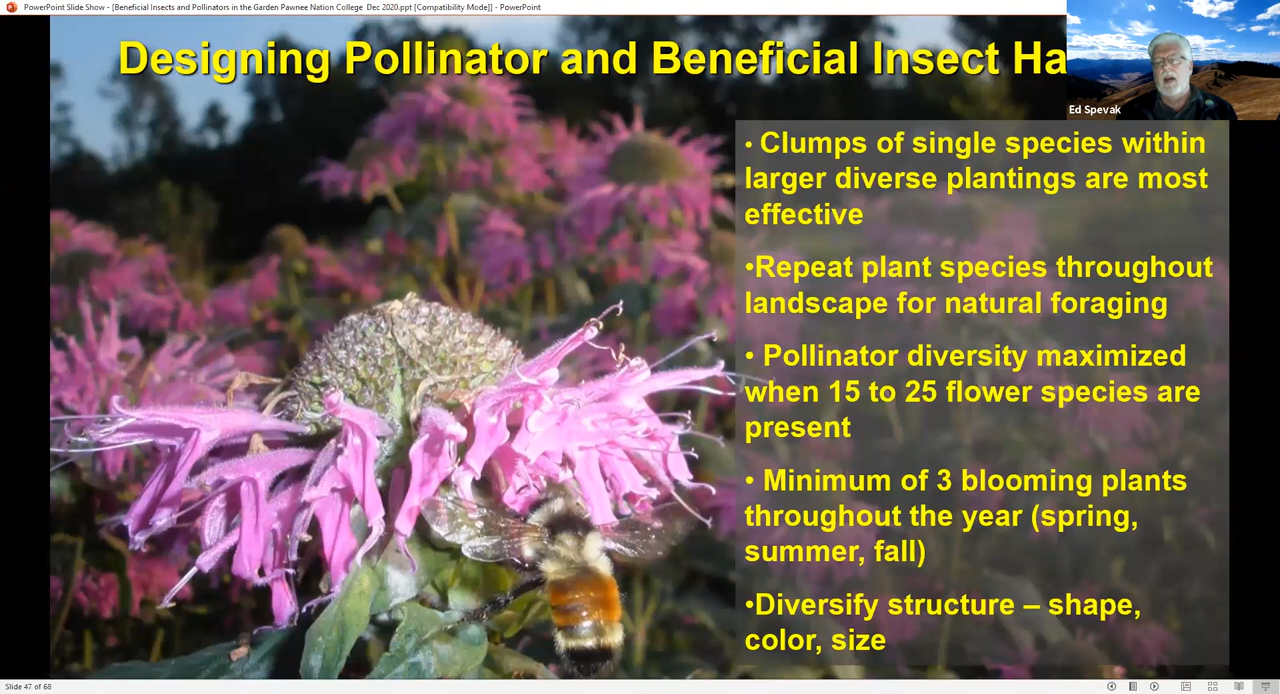 PowerPoint Slide Show - [Beneficial Insects and Pollinators in the Garden Pawnee Nation College  Dec 2020.ppt [Compatibility Mode]] - PowerPoint
Designing Pollinator and Beneficial Insect Ha
Ed Spevak
• Clumps of single species within
larger diverse plantings are most
effective
•Repeat plant species throughout
landscape for natural foraging
• Pollinator diversity maximized
when 15 to 25 flower species are
present
• Minimum of 3 blooming plants
throughout the year (spring,
summer, fall)
•Diversify structure – shape,
color, size
Slide 47 of 68